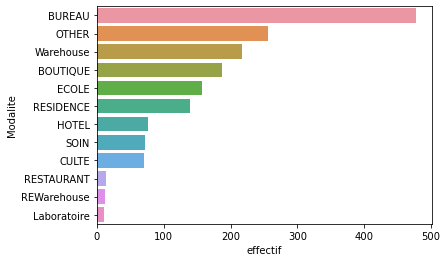 BUREAU
OTHER
Warehouse
BOUTIQUE
ECOLE
RESIDENCE
HOTEL
SOIN
CULTE
RESTAURANT
REWarehouse
Laboratoire
Modalite
0 100 200 300 400 500
effectif